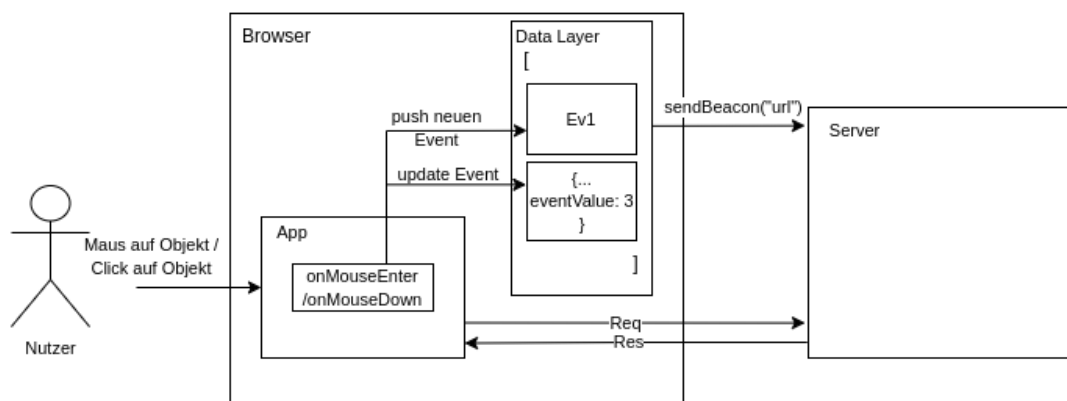 Browser
Data Layer
[
push neuen
Event
Ev1
sendBeacon("url")
Server
update Event
{...
eventValue: 3
}
]
App
Maus auf Objekt /
Click auf Objekt
onMouseEnter
/onMouseDown
Req
Res
Nutzer